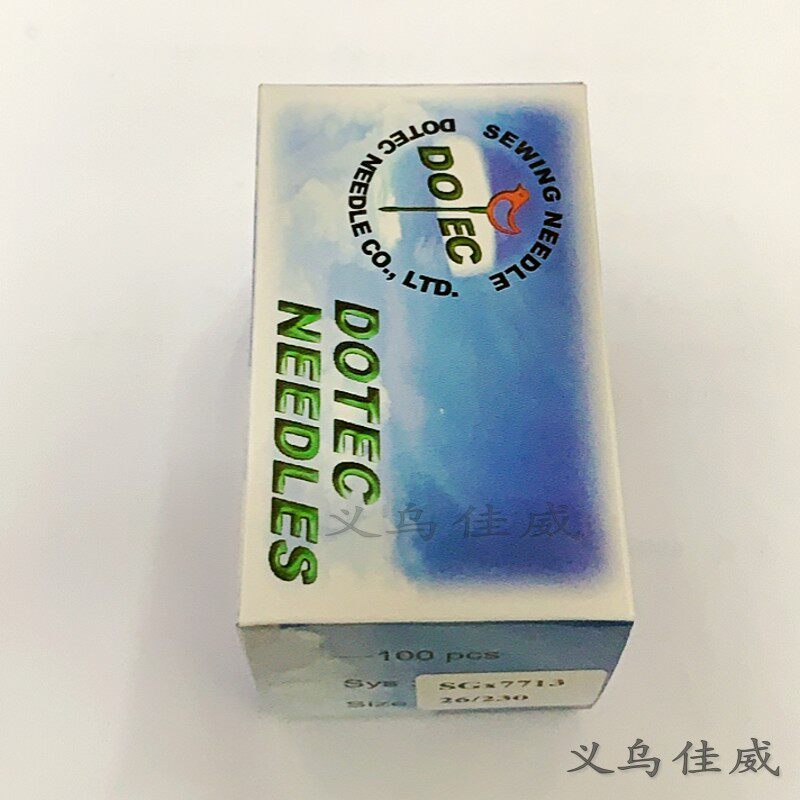 SEWING NEEDLE
DOTEC NEEDLE CO., LTD.
DOTEC
DOTEC
NEEDLES
义乌佳威
100 pcs
Sys SGx7713
Size 26/230
义乌佳威